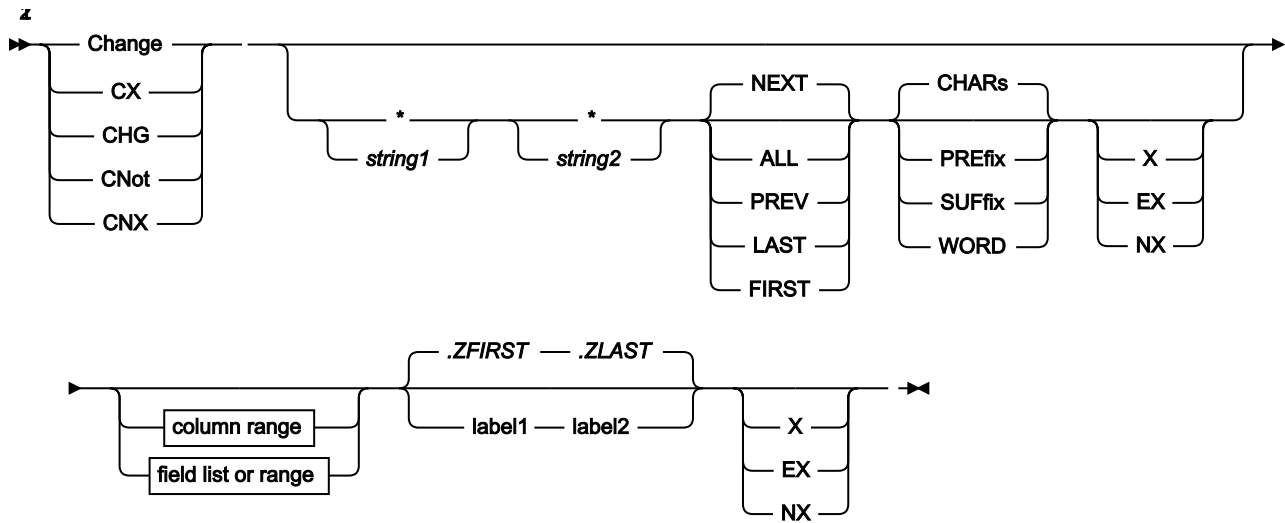 Change
CX
CHG
CNot
CNX
* *
string1 string2
NEXT
ALL
PREV
LAST
FIRST
CHARs
PREfix
SUFfix
WORD
X
EX
NX
column range
field list or range
.ZFIRST .ZLAST
label1 label2
X
EX
NX